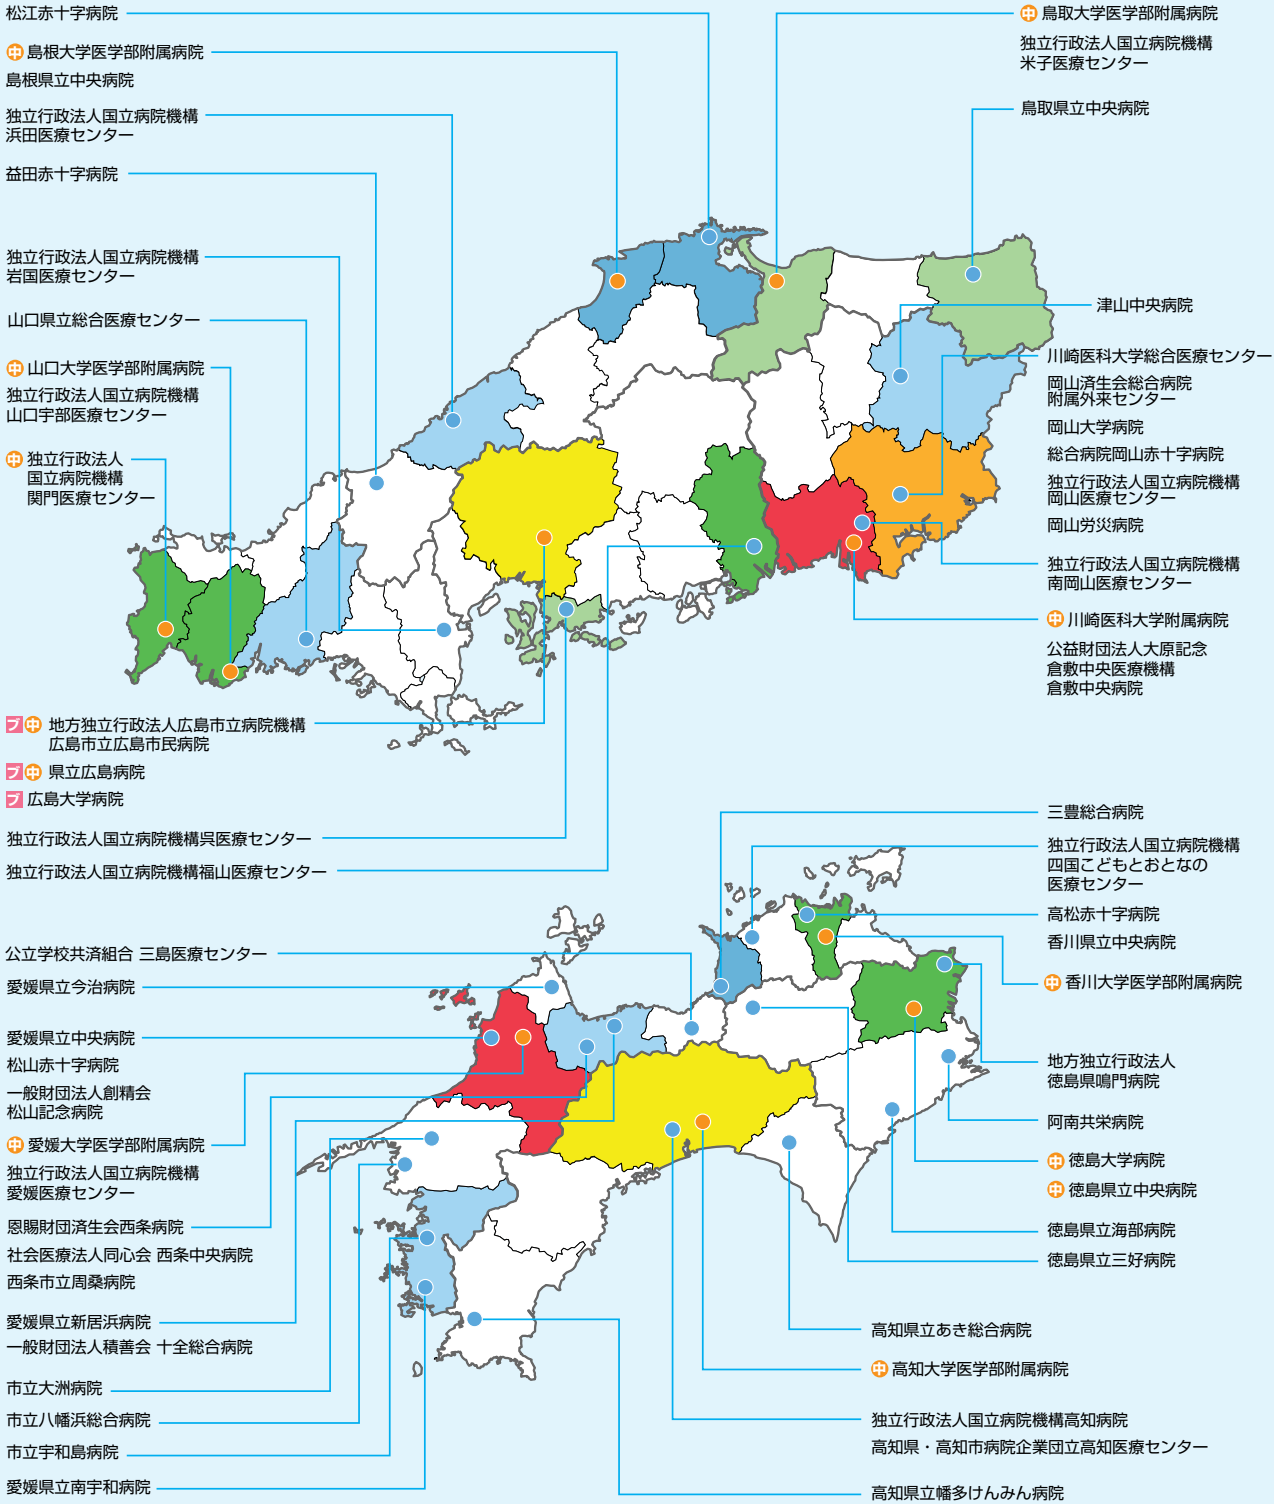 松江赤十字病院
中 島根大学医学部附属病院
島根県立中央病院
独立行政法人国立病院機構
浜田医療センター
益田赤十字病院
独立行政法人国立病院機構
岩国医療センター
山口県立総合医療センター
中 山口大学医学部附属病院
独立行政法人国立病院機構
山口宇部医療センター
中 独立行政法人
国立病院機構
関門医療センター
ブ 中 地方独立行政法人広島市立病院機構
広島市立広島市民病院
ブ 中 県立広島病院
ブ 広島大学病院
独立行政法人国立病院機構呉医療センター
独立行政法人国立病院機構福山医療センター
中 鳥取大学医学部附属病院
独立行政法人国立病院機構
米子医療センター
鳥取県立中央病院
津山中央病院
川崎医科大学総合医療センター
岡山済生会総合病院
附属外来センター
岡山大学病院
総合病院岡山赤十字病院
独立行政法人国立病院機構
岡山医療センター
岡山労災病院
独立行政法人国立病院機構
南岡山医療センター
中 川崎医科大学附属病院
公益財団法人大原記念
倉敷中央医療機構
倉敷中央病院
公立学校共済組合 三島医療センター
愛媛県立今治病院
愛媛県立中央病院
松山赤十字病院
一般財団法人創精会
松山記念病院
中 愛媛大学医学部附属病院
独立行政法人国立病院機構
愛媛医療センター
恩賜財団済生会西条病院
社会医療法人同心会 西条中央病院
西条市立周桑病院
愛媛県立新居浜病院
一般財団法人積善会 十全総合病院
市立大洲病院
市立八幡浜総合病院
市立宇和島病院
愛媛県立南宇和病院
三豊総合病院
独立行政法人国立病院機構
四国こどもとおとなの
医療センター
高松赤十字病院
香川県立中央病院
中 香川大学医学部附属病院
地方独立行政法人
徳島県鳴門病院
阿南共栄病院
中 徳島大学病院
中 徳島県立中央病院
徳島県立海部病院
徳島県立三好病院
高知県立あき総合病院
中 高知大学医学部附属病院
独立行政法人国立病院機構高知病院
高知県・高知市病院企業団立高知医療センター
高知県立幡多けんみん病院